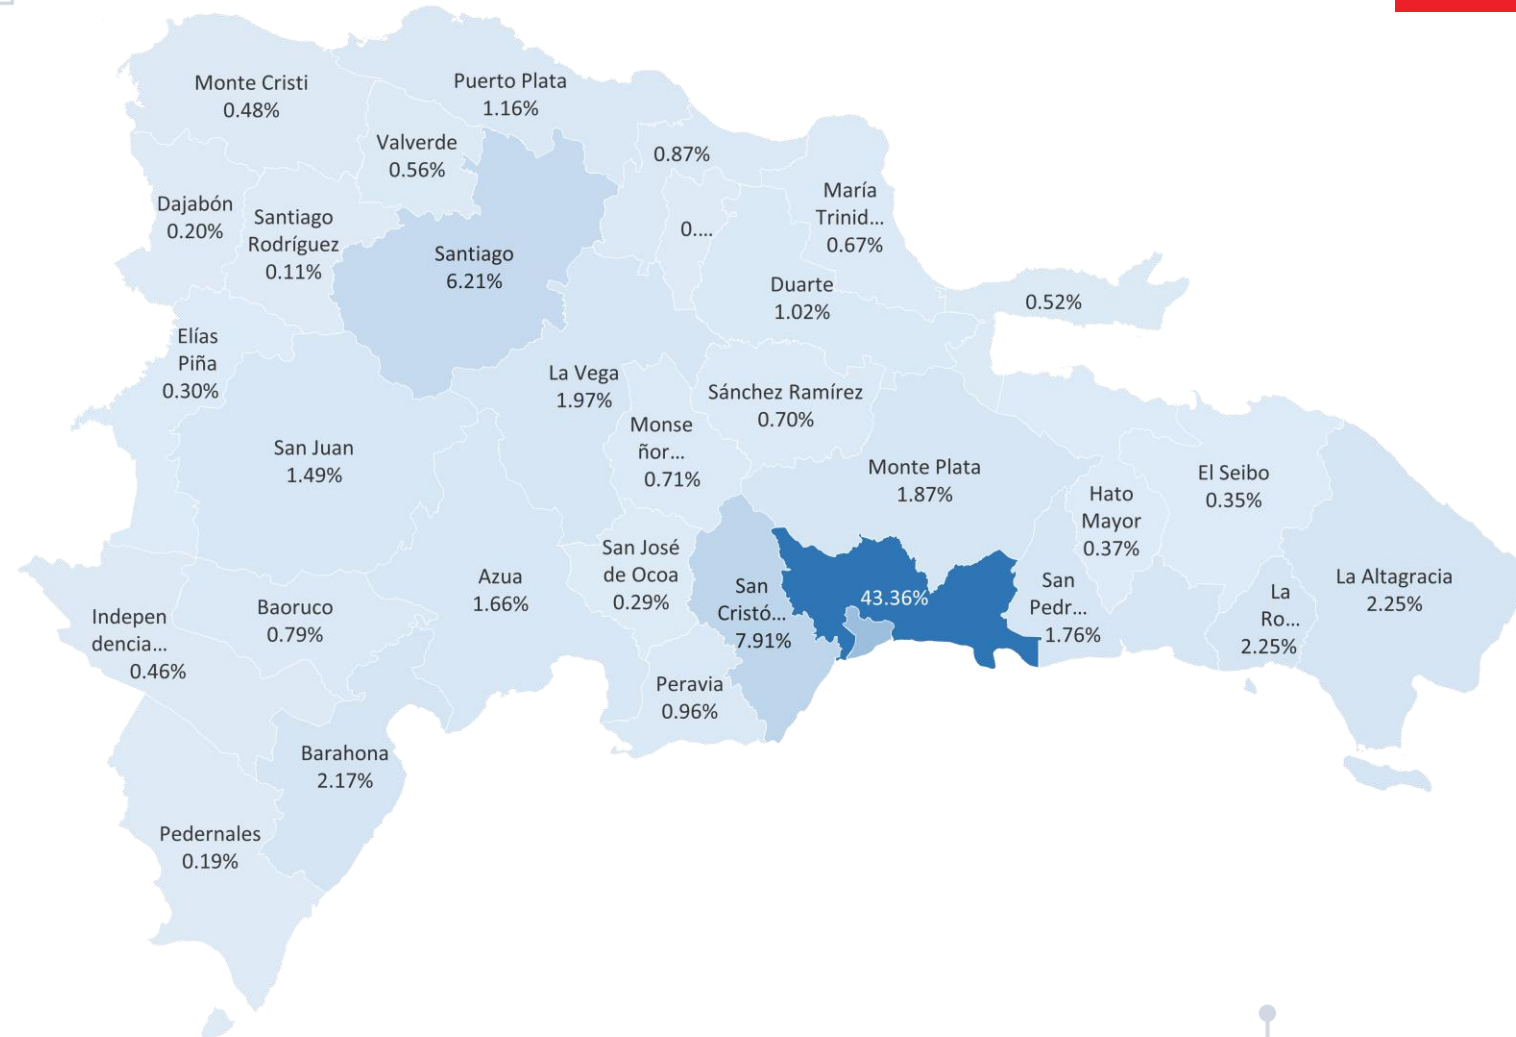 Monte Cristi
0.48%
Puerto Plata
1.16%
Valverde
0.56%
0.87%
María
Trinid...
0.67%
Dajabón
0.20%
Santiago
Rodríguez
0.11%
Santiago
6.21%
0....
Duarte
1.02%
0.52%
Elías
Piña
0.30%
La Vega
1.97%
Sánchez Ramírez
0.70%
San Juan
1.49%
Monse
ñor...
0.71%
Monte Plata
1.87%
Hato
Mayor
0.37%
El Seibo
0.35%
Azua
1.66%
San José
de Ocoa
0.29%
San
Cristó...
7.91%
43.36%
San
Pedr...
1.76%
La
Ro...
2.25%
La Altagracia
2.25%
Indepen
dencia...
0.46%
Baoruco
0.79%
Peravia
0.96%
Barahona
2.17%
Pedernales
0.19%